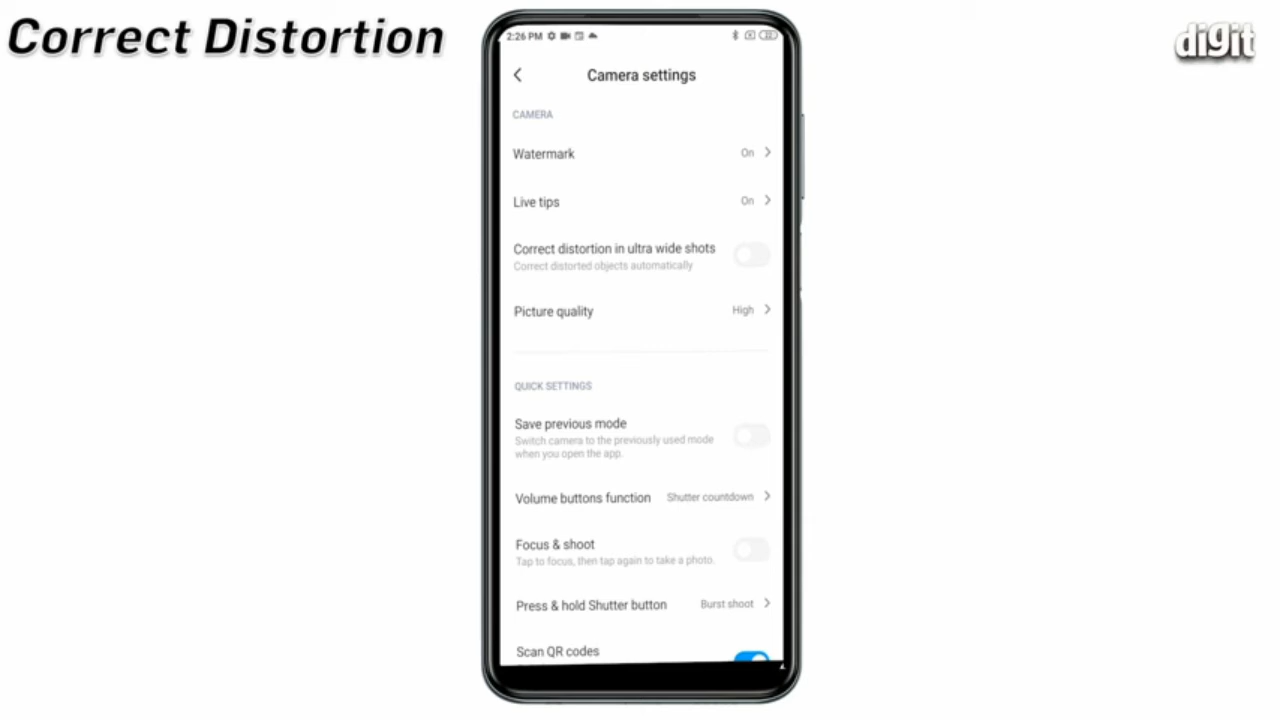 Correct Distortion
digit
2:26 PM
Camera settings
CAMERA
Watermark On
Live tips On
Correct distortion in ultra wide shots
Correct distorted objects automatically
Picture quality High
QUICK SETTINGS
Save previous mode
Switch camera to the previously used mode
when you open the app.
Volume buttons function Shutter countdown
Focus & shoot
Tap to focus, then tap again to take a photo.
Press & hold Shutter button Burst shoot
Scan QR codes